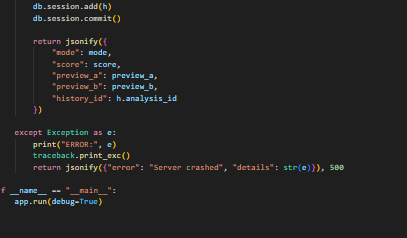 db.session.add(h)
db.session.commit()
return jsonify({
"mode": mode,
"score": score,
"preview_a": preview_a,
"preview_b": preview_b,
"history_id": h.analysis_id
})
except Exception as e:
print("ERROR:", e)
traceback.print_exc()
return jsonify({"error": "Server crashed", "details": str(e)}), 500
f __name__ == "__main__":
app.run(debug=True)